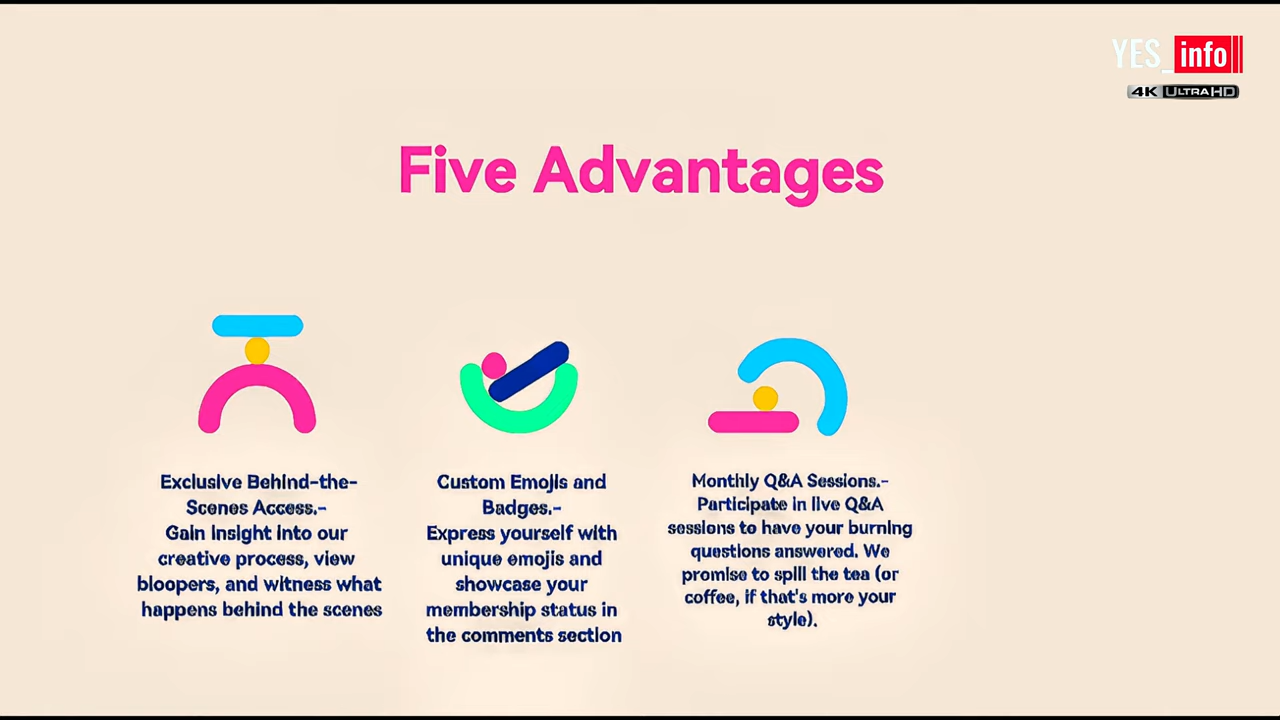 YES_info
4K ULTRA HD
Five Advantages
Exclusive Behind-the-
Scenes Access.-
Gain insight into our
creative process, view
bloopers, and witness what
happens behind the scenes
Custom Emojis and
Badges.-
Express yourself with
unique emojis and
showcase your
membership status in
the comments section
Monthly Q&A Sessions.-
Participate in live Q&A
sessions to have your burning
questions answered. We
promise to spill the tea (or
coffee, if that's more your
style).